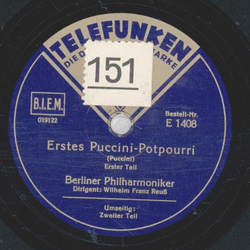 TELEFUNKEN
DIE D
MARKE
151
B.I.E.M.
019122
Bestell-Nr.
E 1408
Erstes Puccini-Potpourri
(Puccini)
Erster Teil
Berliner Philharmoniker
Dirigent: Wilhelm Franz Reuß
Umseitig:
Zweiter Teil